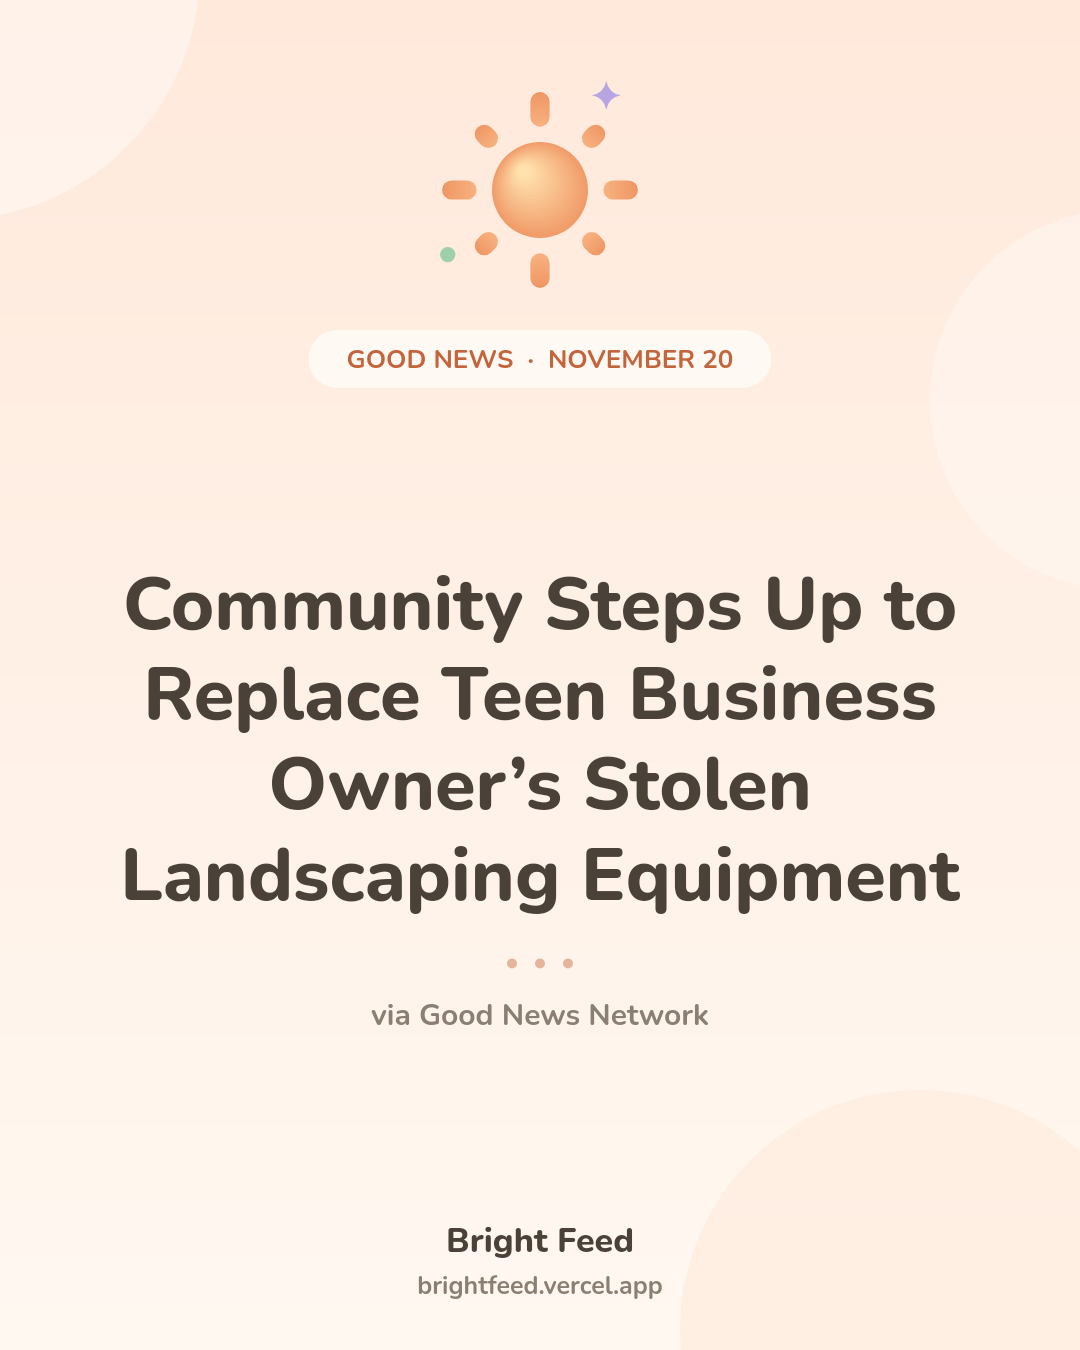 GOOD NEWS · NOVEMBER 20
Community Steps Up to
Replace Teen Business
Owner’s Stolen
Landscaping Equipment
via Good News Network
Bright Feed
brightfeed.vercel.app